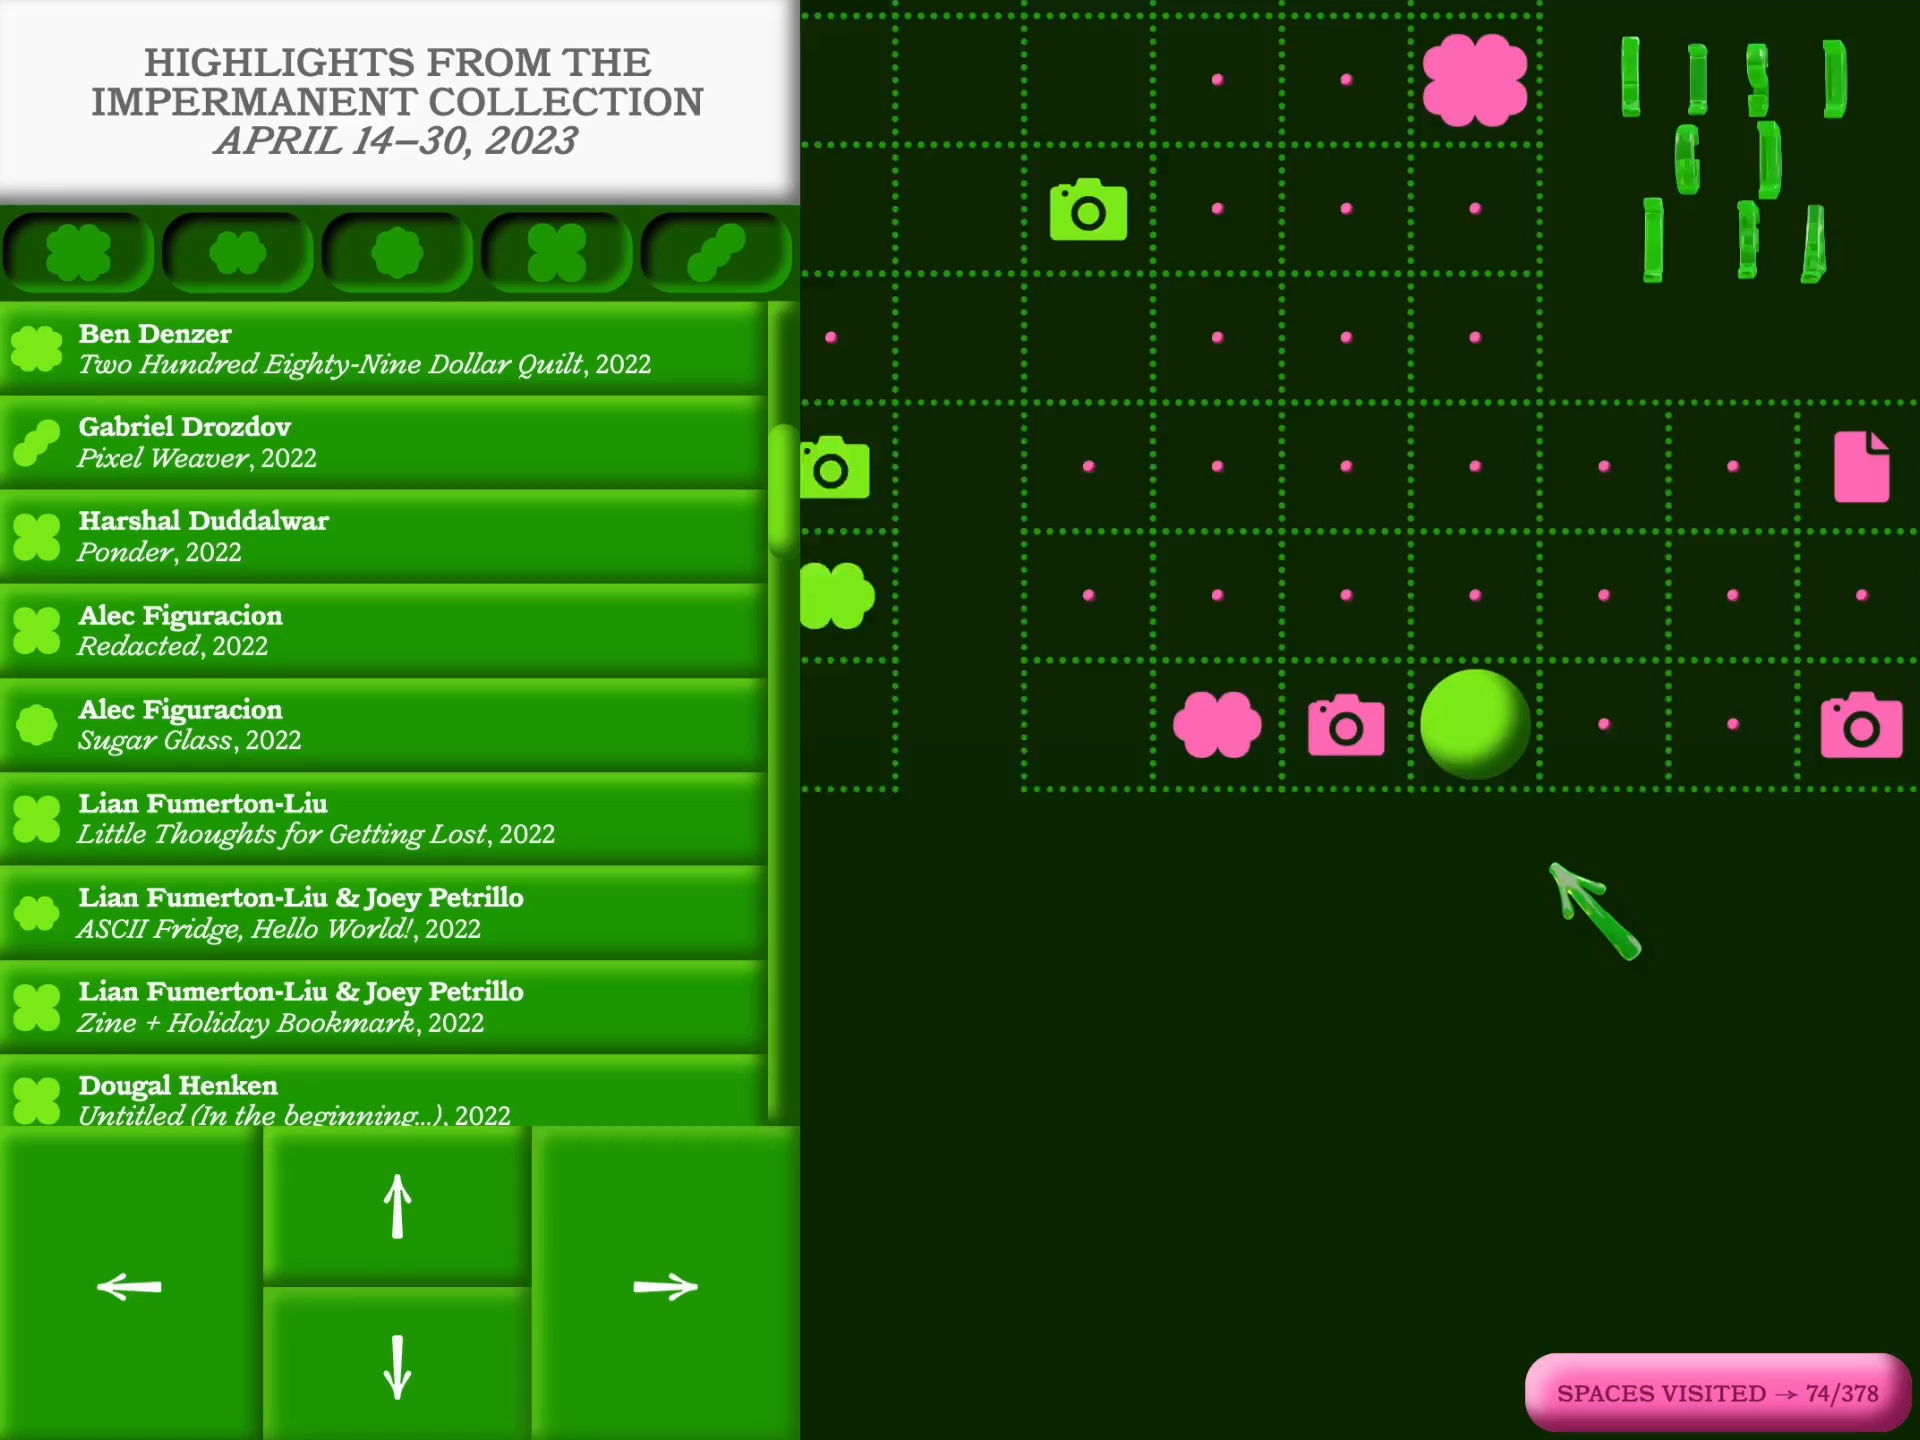 HIGHLIGHTS FROM THE
IMPERMANENT COLLECTION
APRIL 14–30, 2023
Ben Denzer
Two Hundred Eighty-Nine Dollar Quilt, 2022
Gabriel Drozdov
Pixel Weaver, 2022
Harshal Duddalwar
Ponder, 2022
Alec Figuracion
Redacted, 2022
Alec Figuracion
Sugar Glass, 2022
Lian Fumerton-Liu
Little Thoughts for Getting Lost, 2022
Lian Fumerton-Liu & Joey Petrillo
ASCII Fridge, Hello World!, 2022
Lian Fumerton-Liu & Joey Petrillo
Zine + Holiday Bookmark, 2022
Dougal Henken
Untitled (In the beginning...), 2022
SPACES VISITED → 74/378